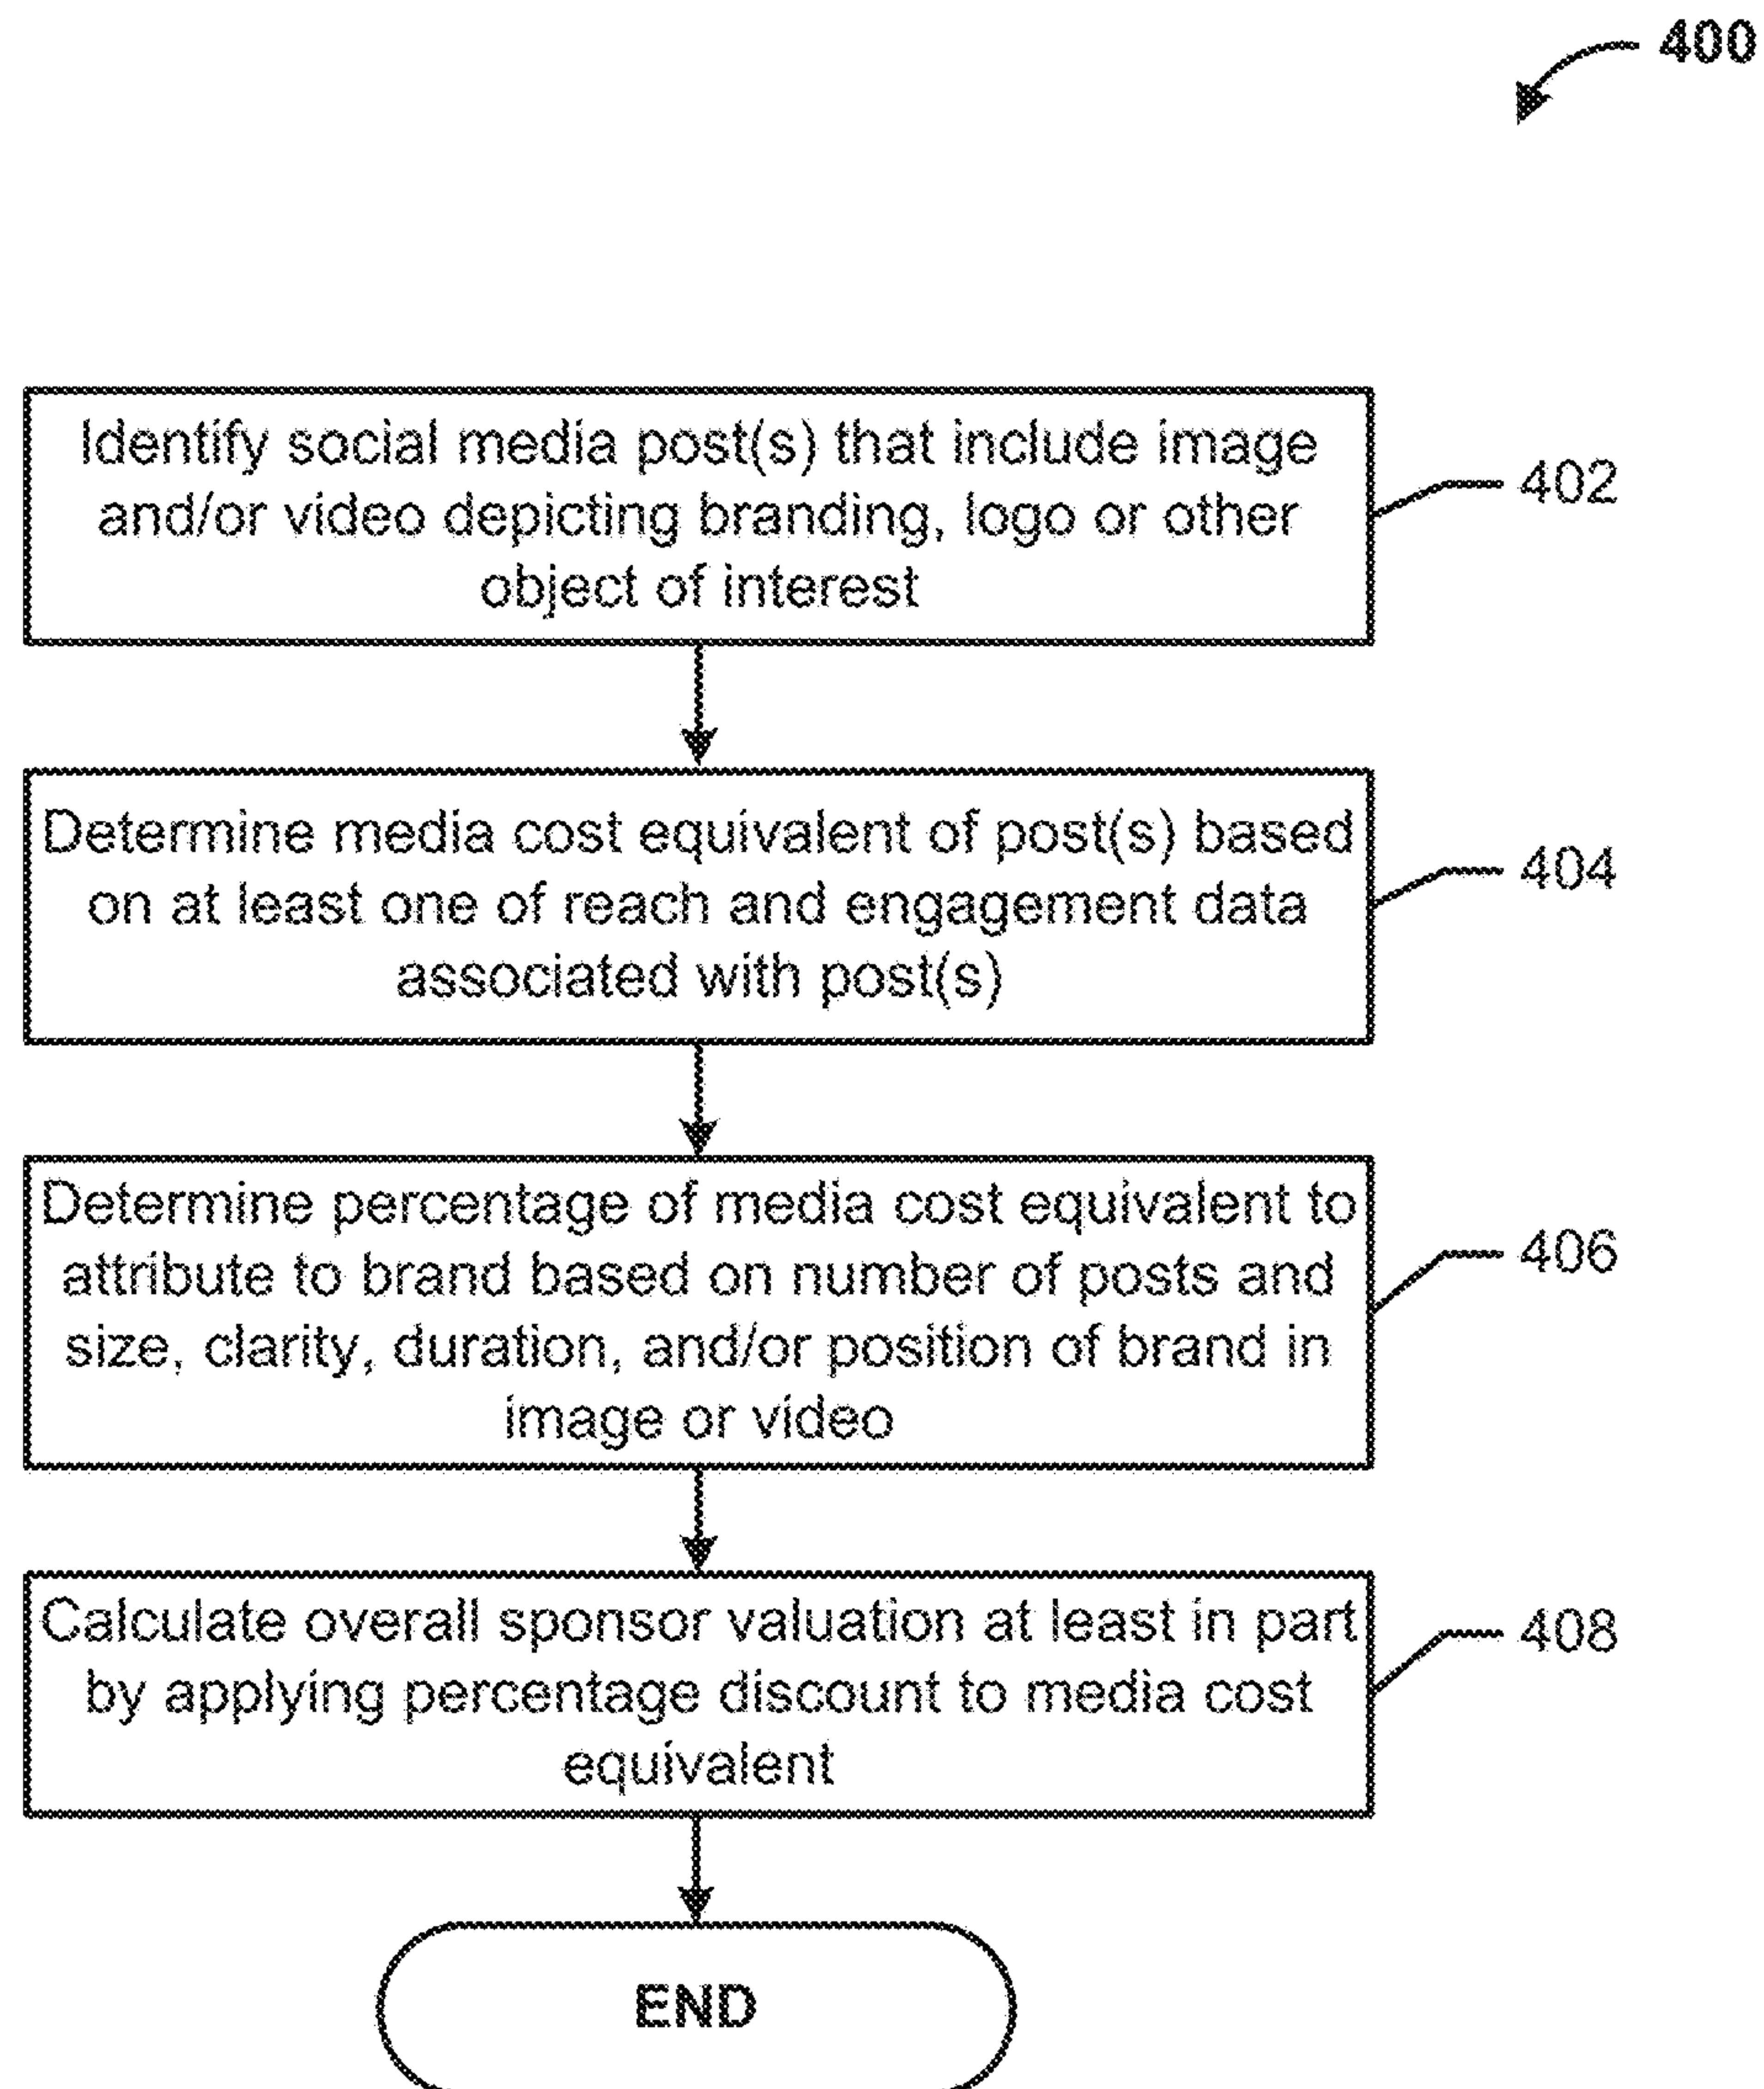 400
Identify social media post(s) that include image
and/or video depicting branding, logo or other
object of interest
402
Determine media cost equivalent of post(s) based
on at least one of reach and engagement data
associated with post(s)
404
Determine percentage of media cost equivalent to
attribute to brand based on number of posts and
size, clarity, duration, and/or position of brand in
image or video
406
Calculate overall sponsor valuation at least in part
by applying percentage discount to media cost
equivalent
408
END